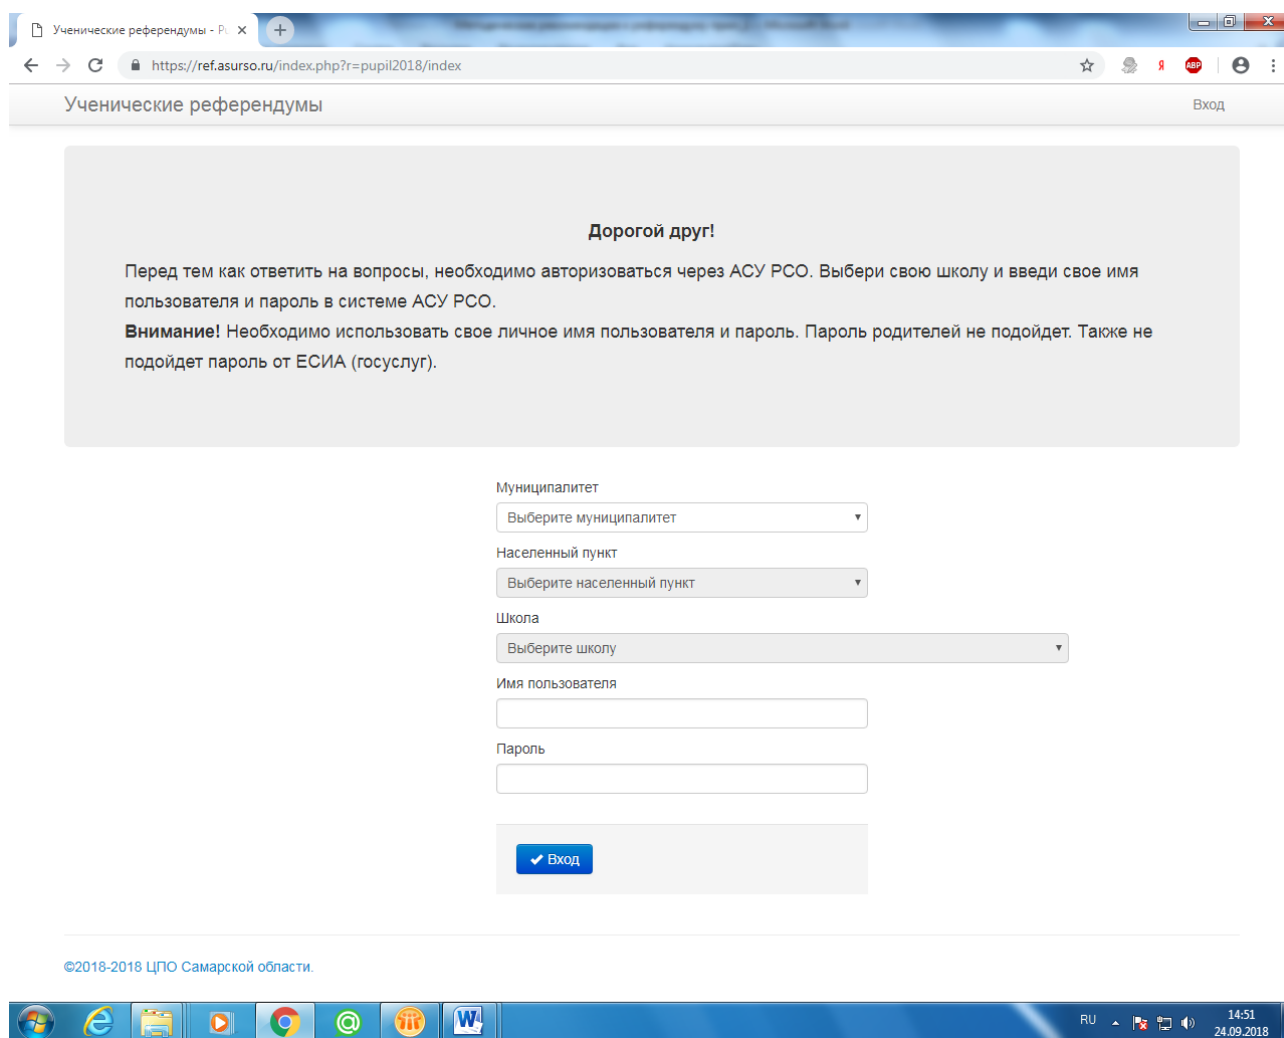 Ученические референдумы - Pu
https://ref.asurso.ru/index.php?r=pupil2018/index
Я ABP
Ученические референдумы Вход
Дорогой друг!
Перед тем как ответить на вопросы, необходимо авторизоваться через АСУ РСО. Выбери свою школу и введи свое имя
пользователя и пароль в системе АСУ РСО.
Внимание! Необходимо использовать свое личное имя пользователя и пароль. Пароль родителей не подойдет. Также не
подойдет пароль от ЕСИА (госуслуг).
Муниципалитет
Выберите муниципалитет
Населенный пункт
Выберите населенный пункт
Школа
Выберите школу
Имя пользователя
Пароль
Вход
©2018-2018 ЦПО Самарской области.
RU 14:51
24.09.2018